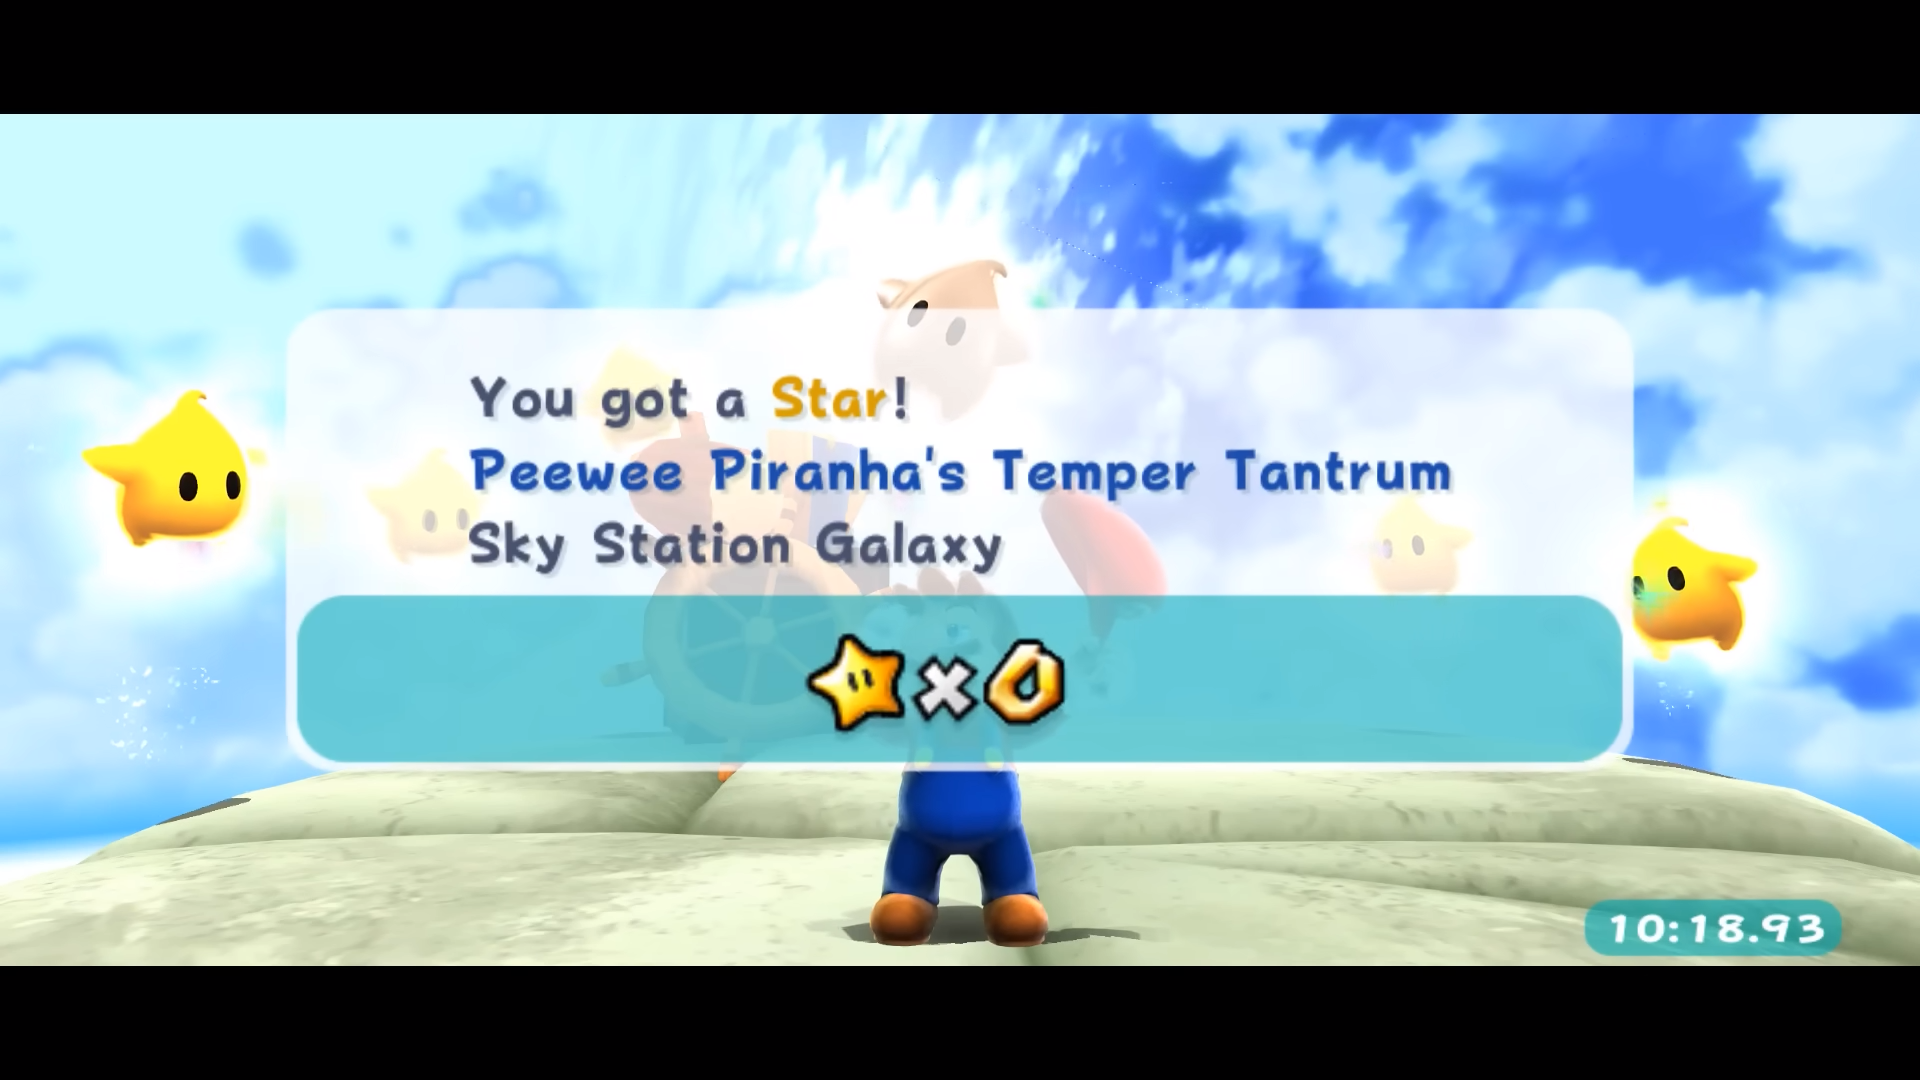 You got a Star!
Peewee Piranha's Temper Tantrum
Sky Station Galaxy
×0
10:18.93